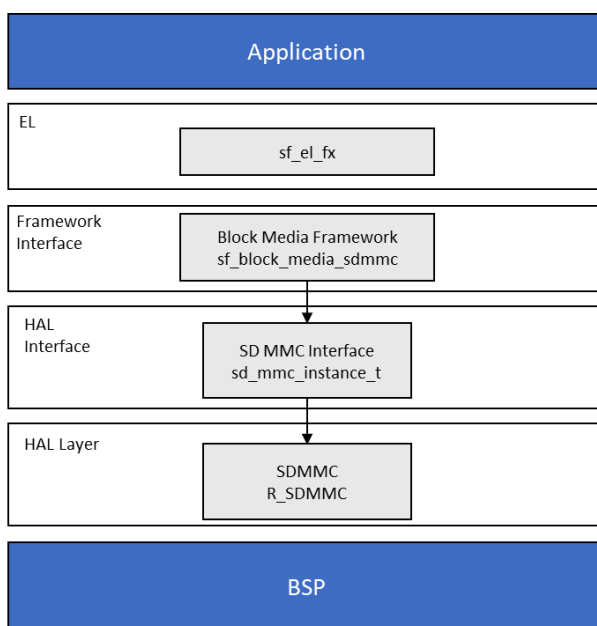 Application
EL
sf_el_fx
Framework
Interface
Block Media Framework
sf_block_media_sdmmc
HAL
Interface
SD MMC Interface
sd_mmc_instance_t
HAL Layer
SDMMC
R_SDMMC
BSP